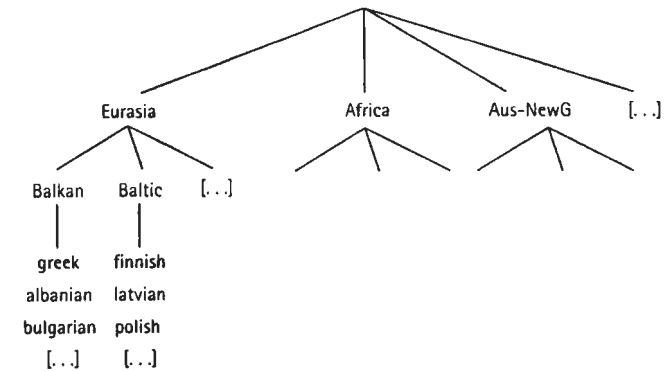 Eurasia Africa Aus-NewG [...]
Balkan Baltic [...]
greek finnish
albanian latvian
bulgarian polish
[...] [...]